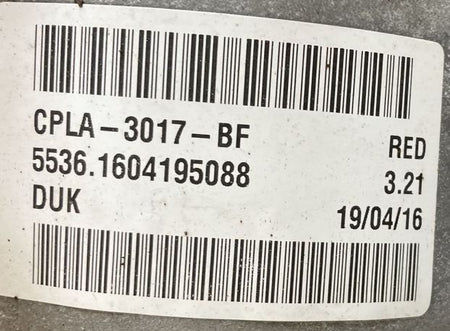 CPLA-3017-BF RED
5536.1604195088 3.21
DUK 19/04/16